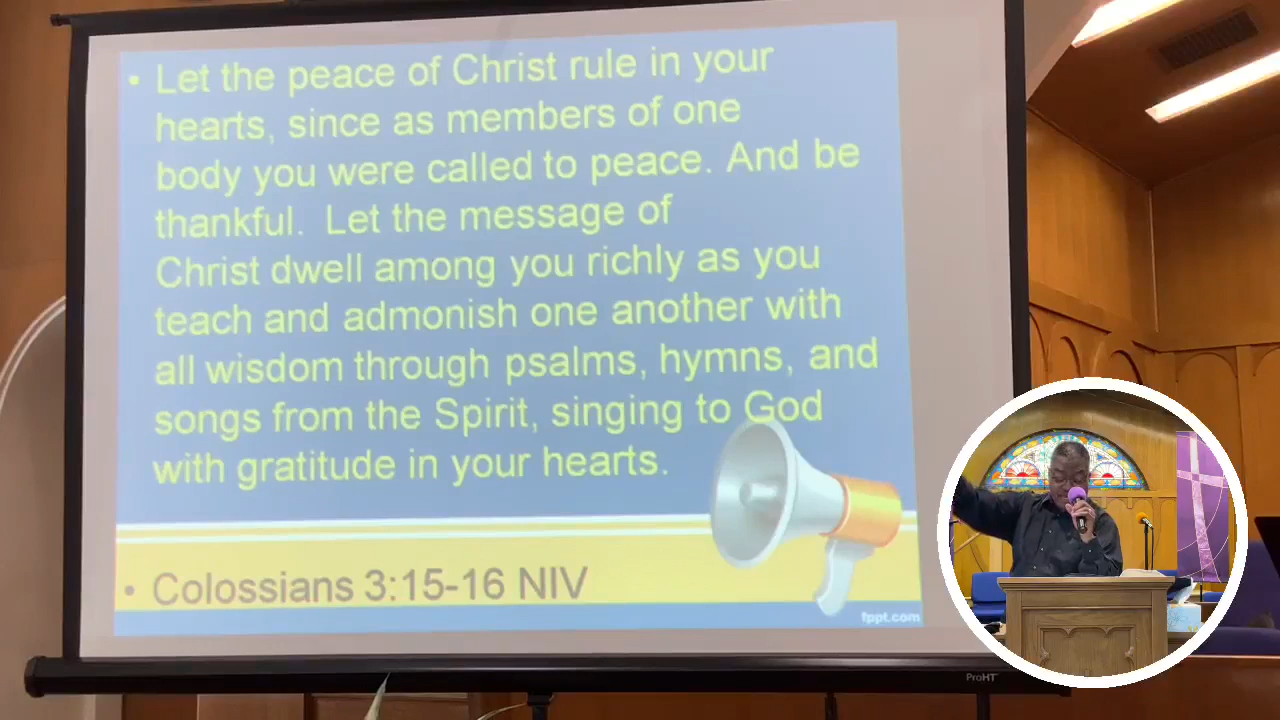 • Let the peace of Christ rule in your
hearts, since as members of one
body you were called to peace. And be
thankful. Let the message of
Christ dwell among you richly as you
teach and admonish one another with
all wisdom through psalms, hymns, and
songs from the Spirit, singing to God
with gratitude in your hearts.
• Colossians 3:15-16 NIV
fppt.com
ProHT